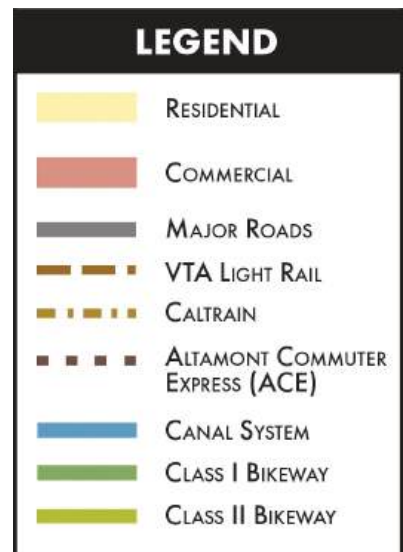 LEGEND
RESIDENTIAL
COMMERCIAL
MAJOR ROADS
VTA LIGHT RAIL
CALTRAIN
ALTAMONT COMMUTER
EXPRESS (ACE)
CANAL SYSTEM
CLASS I BIKEWAY
CLASS II BIKEWAY